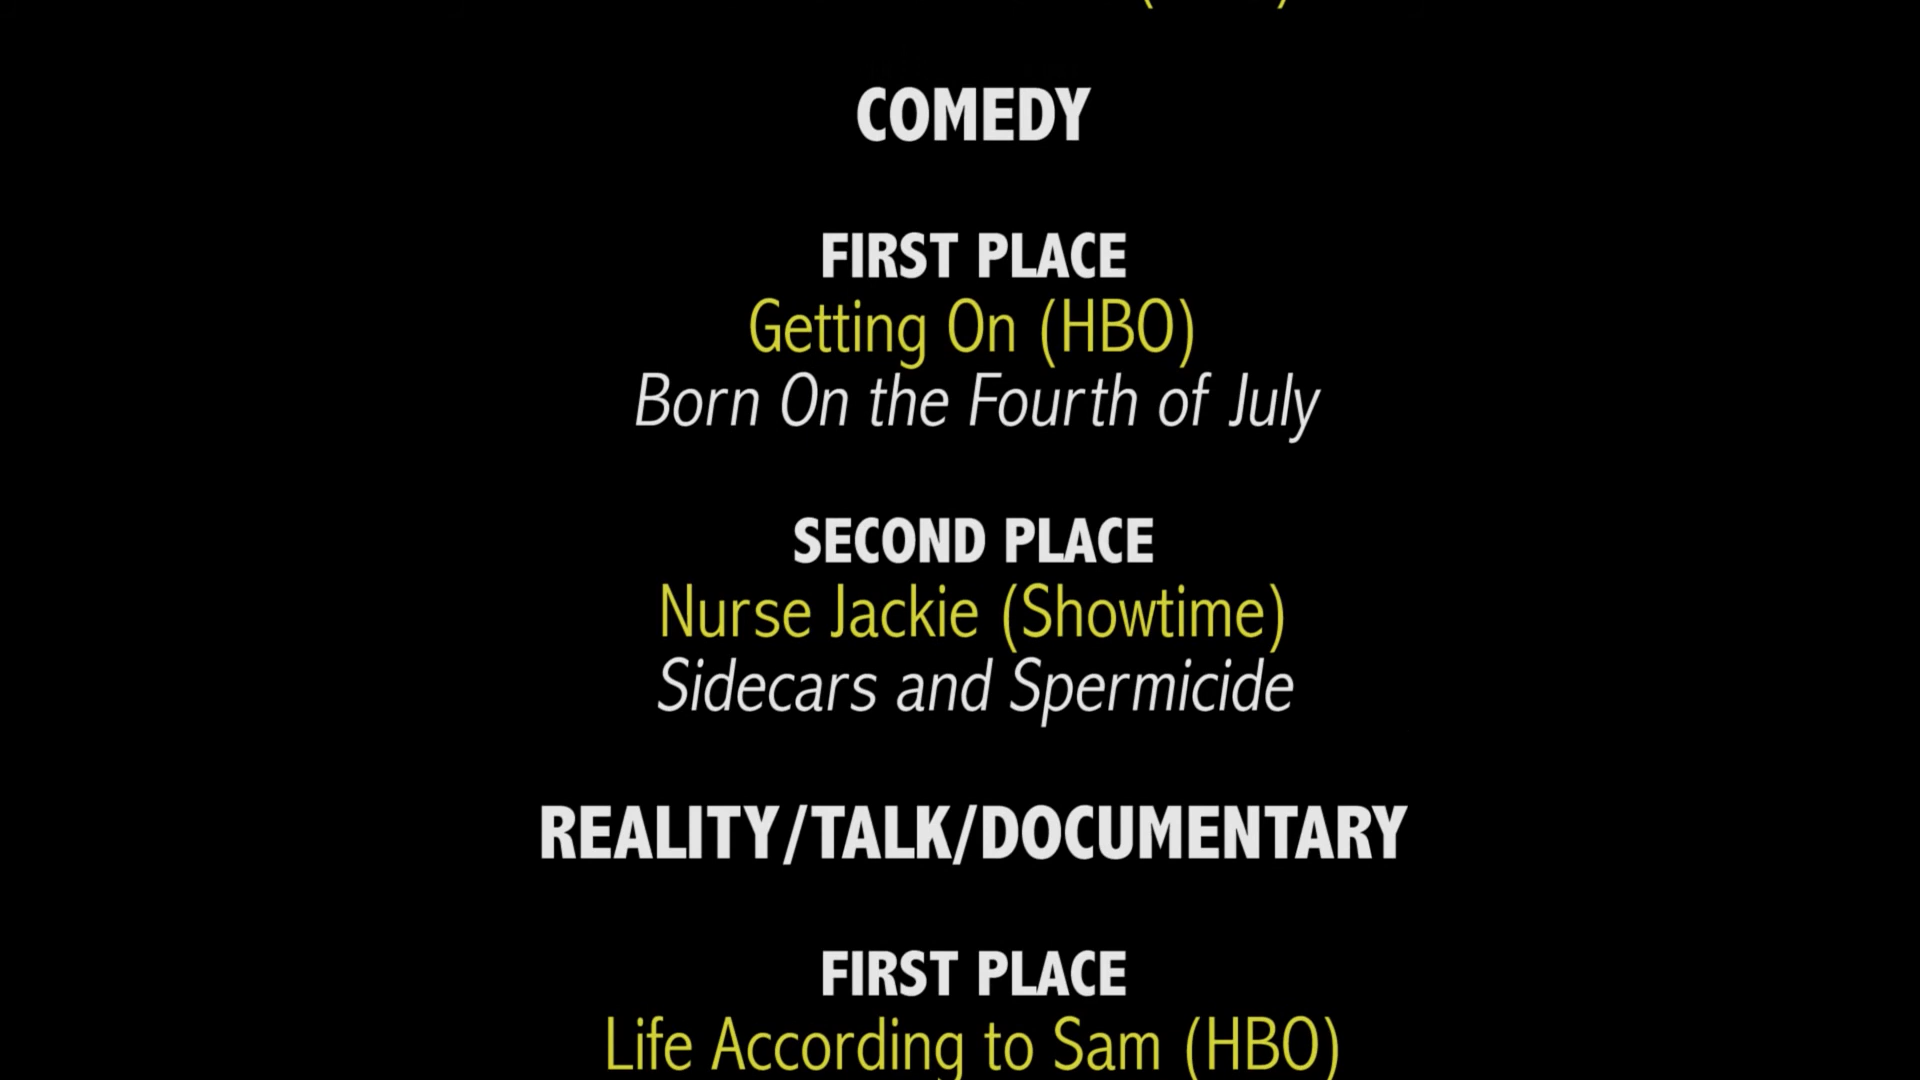 COMEDY
FIRST PLACE
Getting On (HBO)
Born On the Fourth of July
SECOND PLACE
Nurse Jackie (Showtime)
Sidecars and Spermicide
REALITY/TALK/DOCUMENTARY
FIRST PLACE
Life According to Sam (HBO)